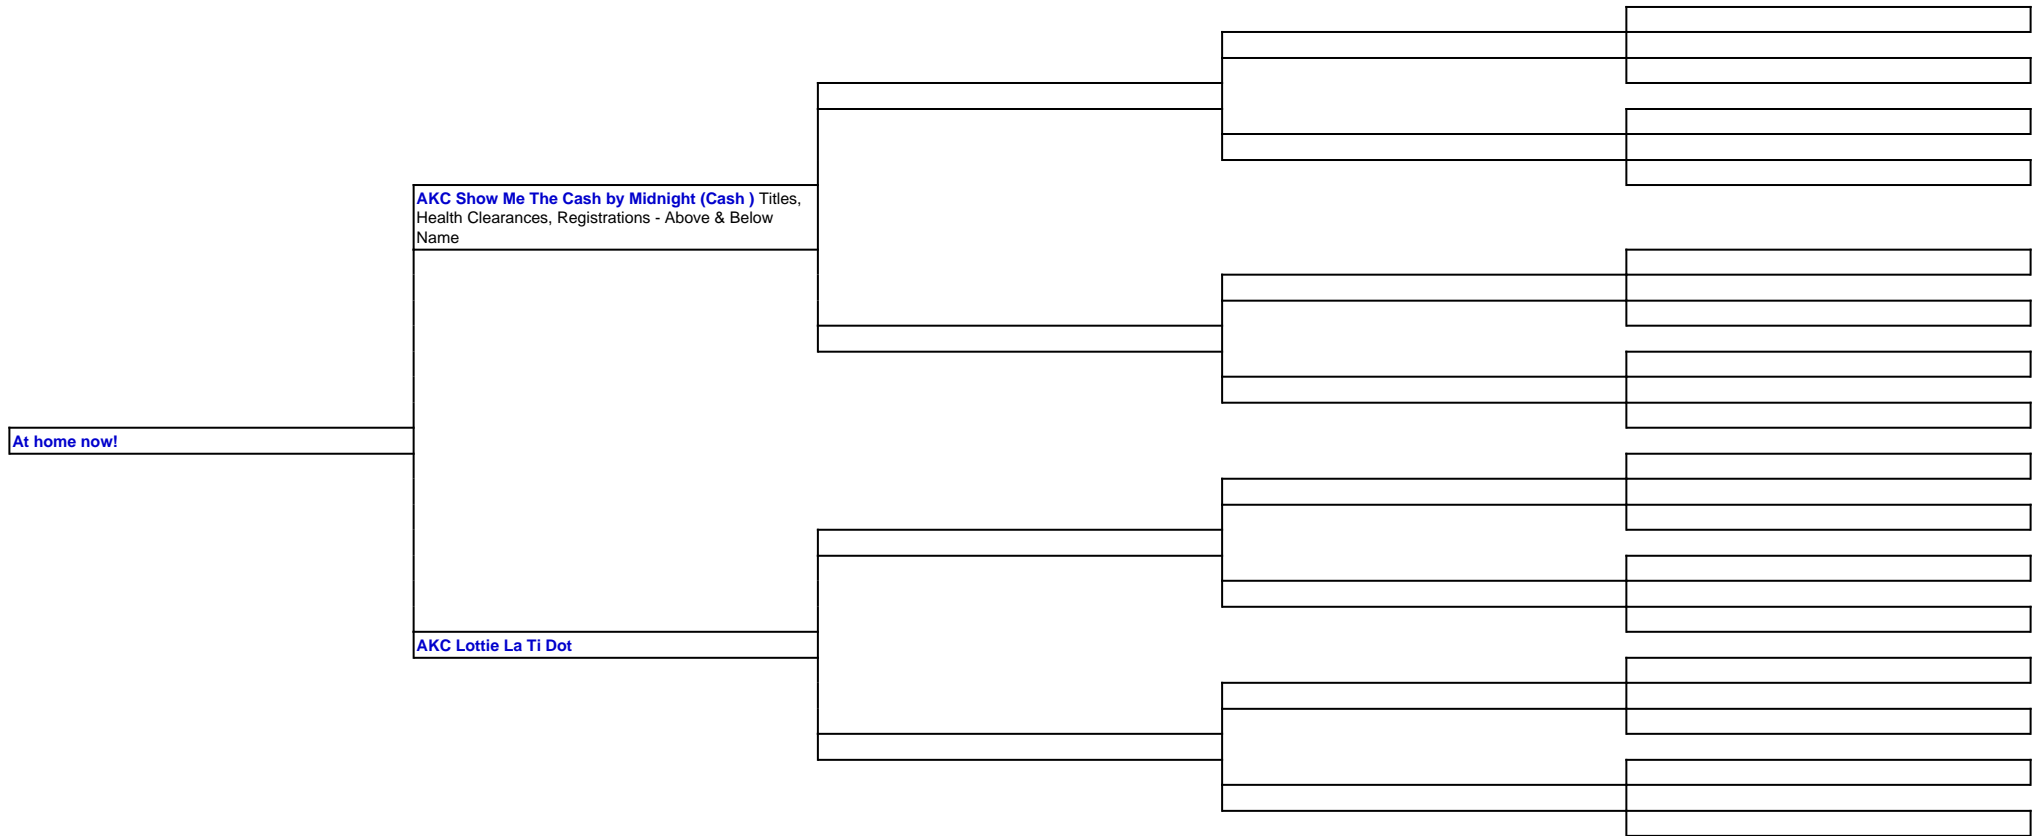 AKC Show Me The Cash by Midnight (Cash ) Titles,
Health Clearances, Registrations - Above & Below
Name
At home now!
AKC Lottie La Ti Dot